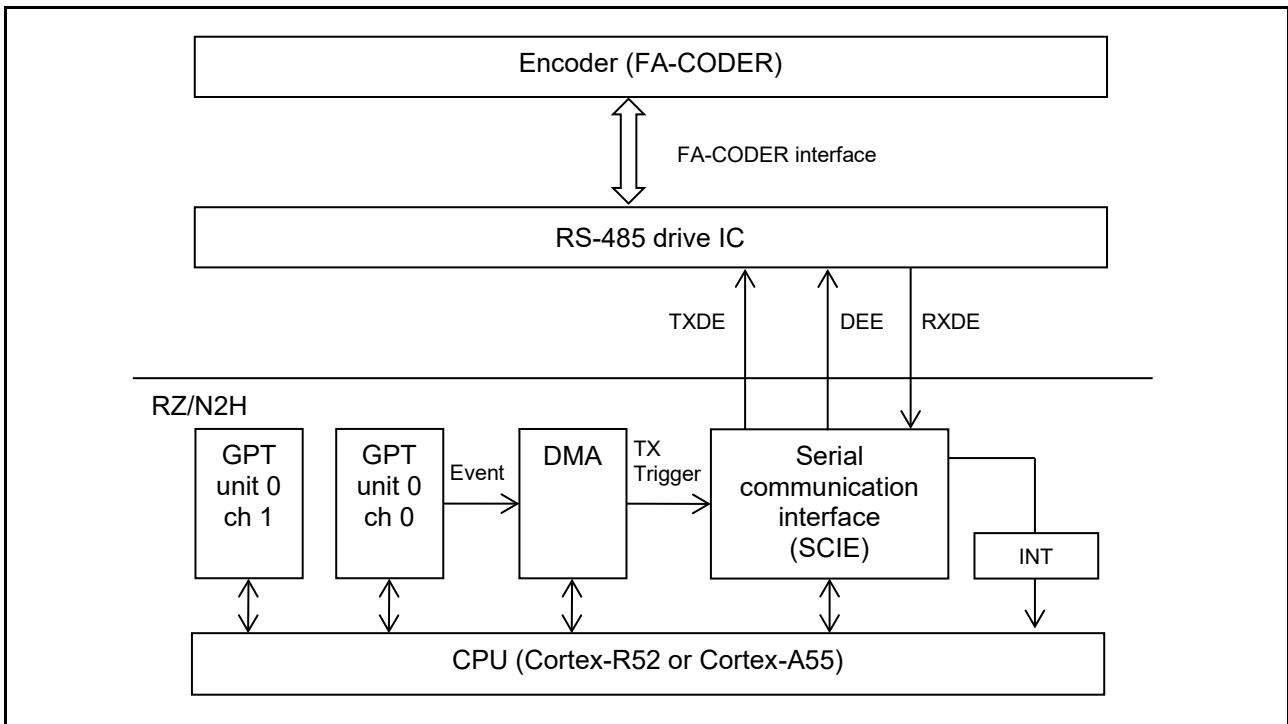 Encoder (FA-CODER)
FA-CODER interface
RS-485 drive IC
TXDE
DEE
RXDE
RZ/N2H
GPT
unit 0
ch 1
GPT
unit 0
ch 0
Event
DMA
TX
Trigger
Serial
communication
interface
(SCIE)
INT
CPU (Cortex-R52 or Cortex-A55)